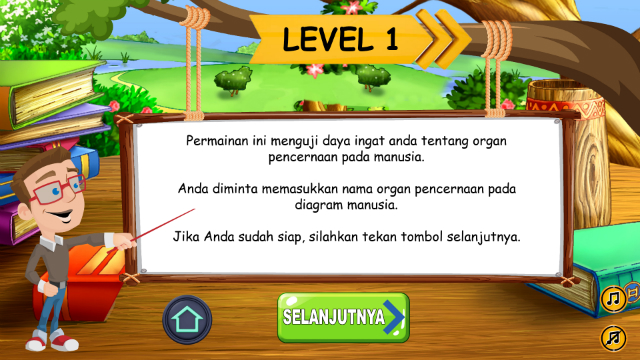 LEVEL 1
Permainan ini menguji daya ingat anda tentang organ
pencernaan pada manusia.
Anda diminta memasukkan nama organ pencernaan pada
diagram manusia.
Jika Anda sudah siap, silahkan tekan tombol selanjutnya.
SELANJUTNYA